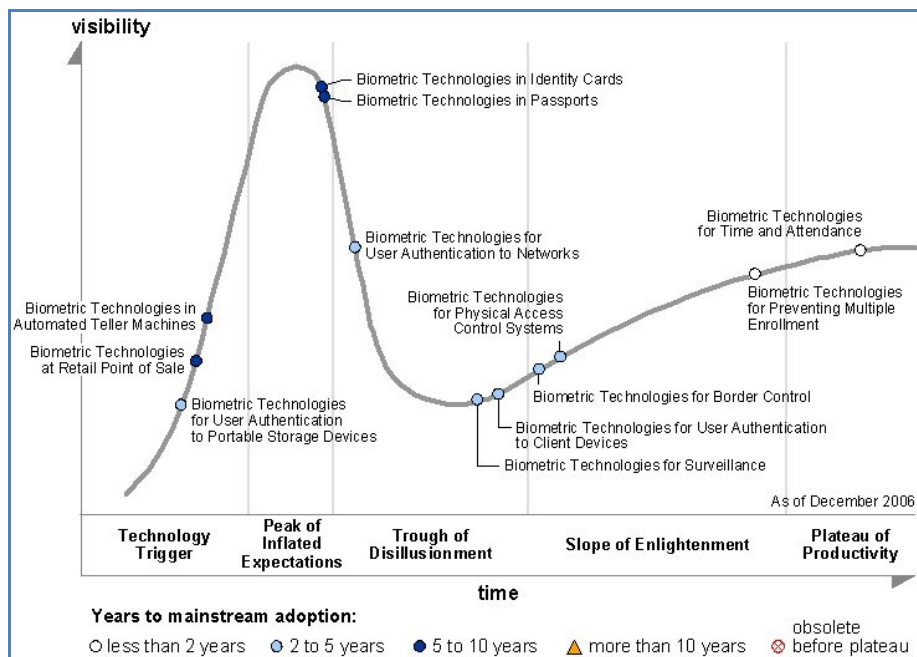 visibility
Biometric Technologies in Identity Cards
Biometric Technologies in Passports
Biometric Technologies
for Time and Attendance
Biometric Technologies for
User Authentication to Networks
Biometric Technologies
for Physical Access
Control Systems
Biometric Technologies
for Preventing Multiple
Enrollment
Biometric Technologies in
Automated Teller Machines
Biometric Technologies
at Retail Point of Sale
Biometric Technologies
for User Authentication
to Portable Storage Devices
Biometric Technologies for Border Control
Biometric Technologies for User Authentication
to Client Devices
Biometric Technologies for Surveillance
As of December 2006
Technology
Trigger
Peak of
Inflated
Expectations
Trough of
Disillusionment
Slope of Enlightenment
Plateau of
Productivity
time
Years to mainstream adoption:
less than 2 years
2 to 5 years
5 to 10 years
more than 10 years
obsolete
before plateau